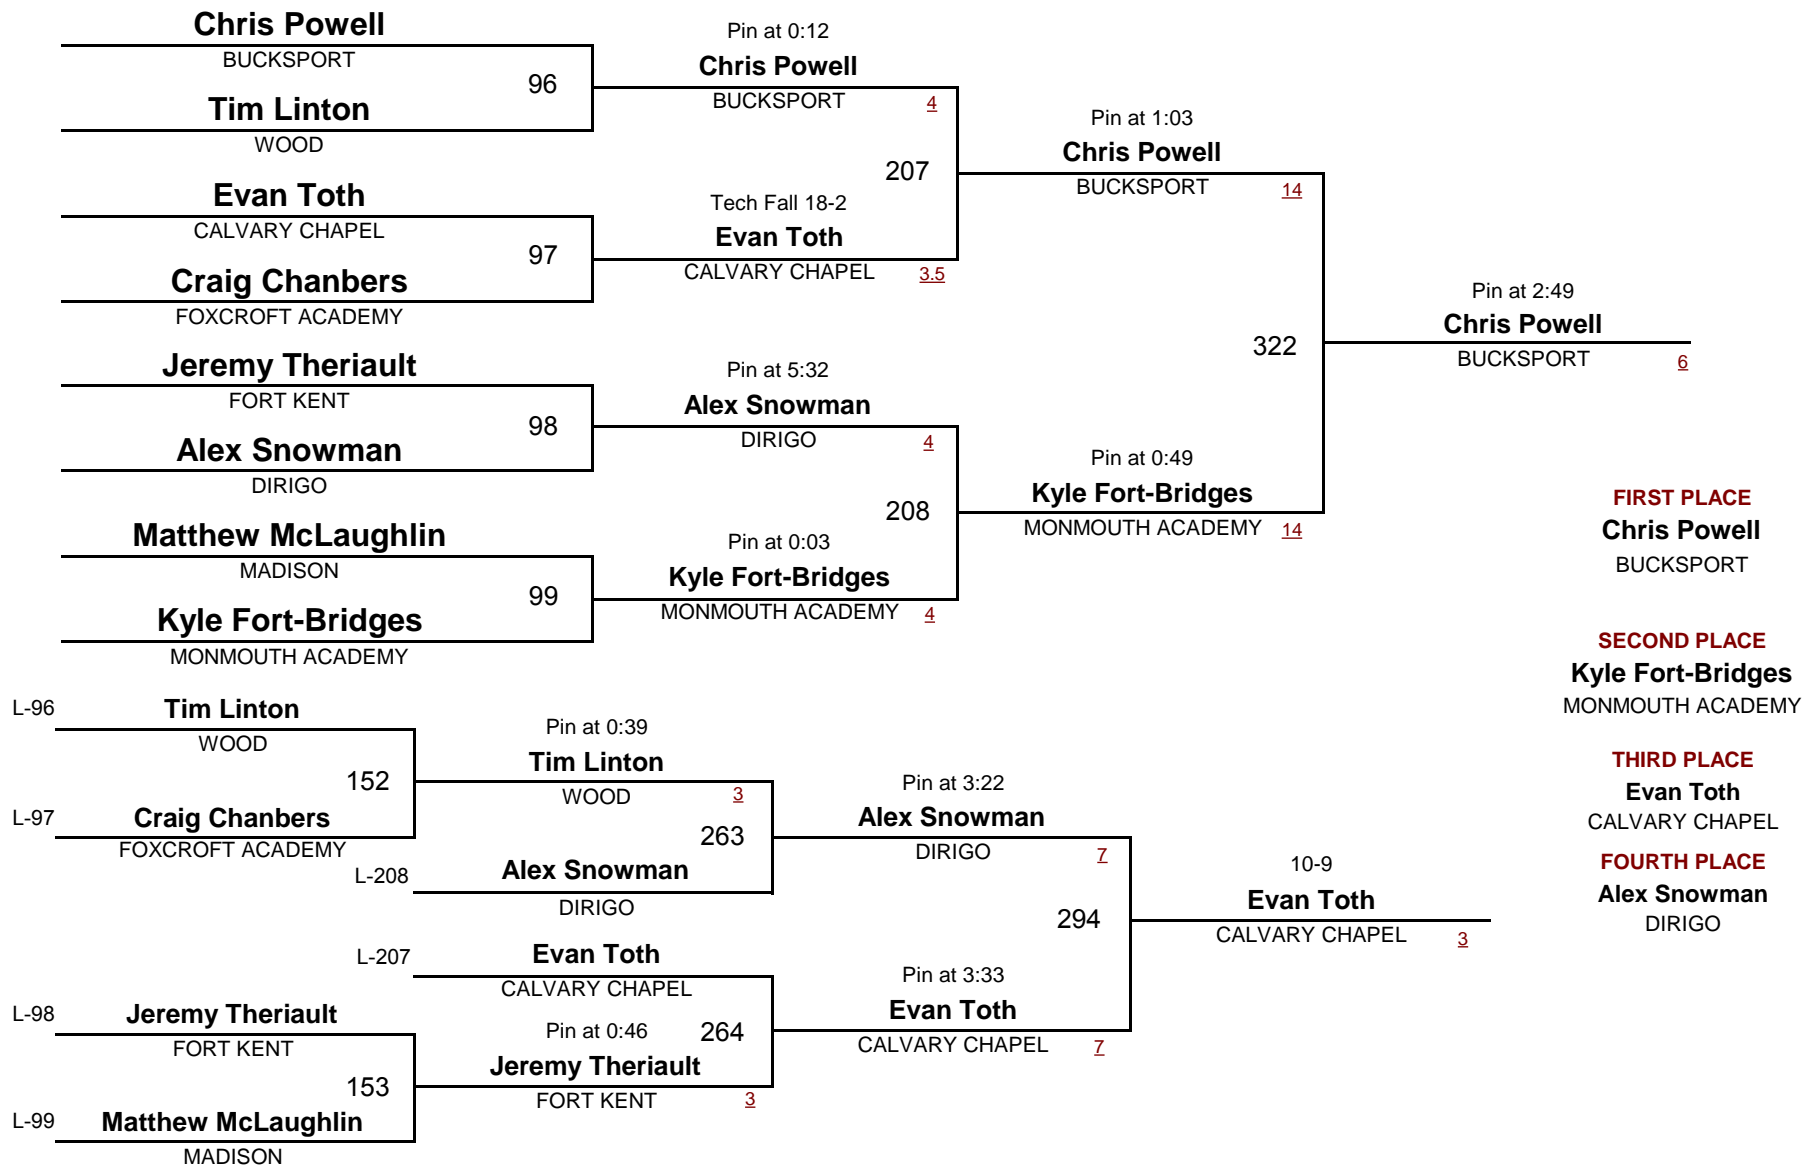 Chris Powell
BUCKSPORT
96
Tim Linton
WOOD
Evan Toth
CALVARY CHAPEL
97
Craig Chanbers
FOXCROFT ACADEMY
Jeremy Theriault
FORT KENT
98
Alex Snowman
DIRIGO
Matthew McLaughlin
MADISON
99
Kyle Fort-Bridges
MONMOUTH ACADEMY
Pin at 0:12
Chris Powell
BUCKSPORT 4
207
Tech Fall 18-2
Evan Toth
CALVARY CHAPEL 3.5
Pin at 5:32
Alex Snowman
DIRIGO 4
208
Pin at 0:03
Kyle Fort-Bridges
MONMOUTH ACADEMY 4
Pin at 1:03
Chris Powell
BUCKSPORT 14
322
Pin at 0:49
Kyle Fort-Bridges
MONMOUTH ACADEMY 14
Pin at 2:49
Chris Powell
BUCKSPORT 6
FIRST PLACE
Chris Powell
BUCKSPORT
SECOND PLACE
Kyle Fort-Bridges
MONMOUTH ACADEMY
THIRD PLACE
Evan Toth
CALVARY CHAPEL
FOURTH PLACE
Alex Snowman
DIRIGO
L-96 Tim Linton
WOOD
152
L-97 Craig Chanbers
FOXCROFT ACADEMY
Pin at 0:39
Tim Linton
WOOD 3
263
L-208 Alex Snowman
DIRIGO
L-207 Evan Toth
CALVARY CHAPEL
264
Pin at 0:46
Jeremy Theriault
FORT KENT 3
L-98 Jeremy Theriault
FORT KENT
153
L-99 Matthew McLaughlin
MADISON
Pin at 3:22
Alex Snowman
DIRIGO 7
294
Pin at 3:33
Evan Toth
CALVARY CHAPEL 7
10-9
Evan Toth
CALVARY CHAPEL 3